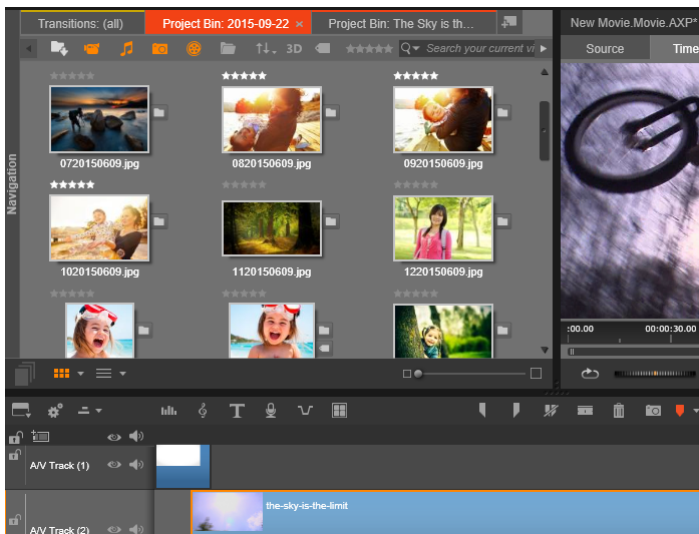 Transitions: (all)
Project Bin: 2015-09-22
Project Bin: The Sky is th...
New Movie.Movie.AXP*
3D
Search your current vi
Source
Time
Navigation
0720150609.jpg
0820150609.jpg
0920150609.jpg
1020150609.jpg
1120150609.jpg
1220150609.jpg
:00.00
00:00:30.00
A/V Track (1)
the-sky-is-the-limit
A/V Track (2)